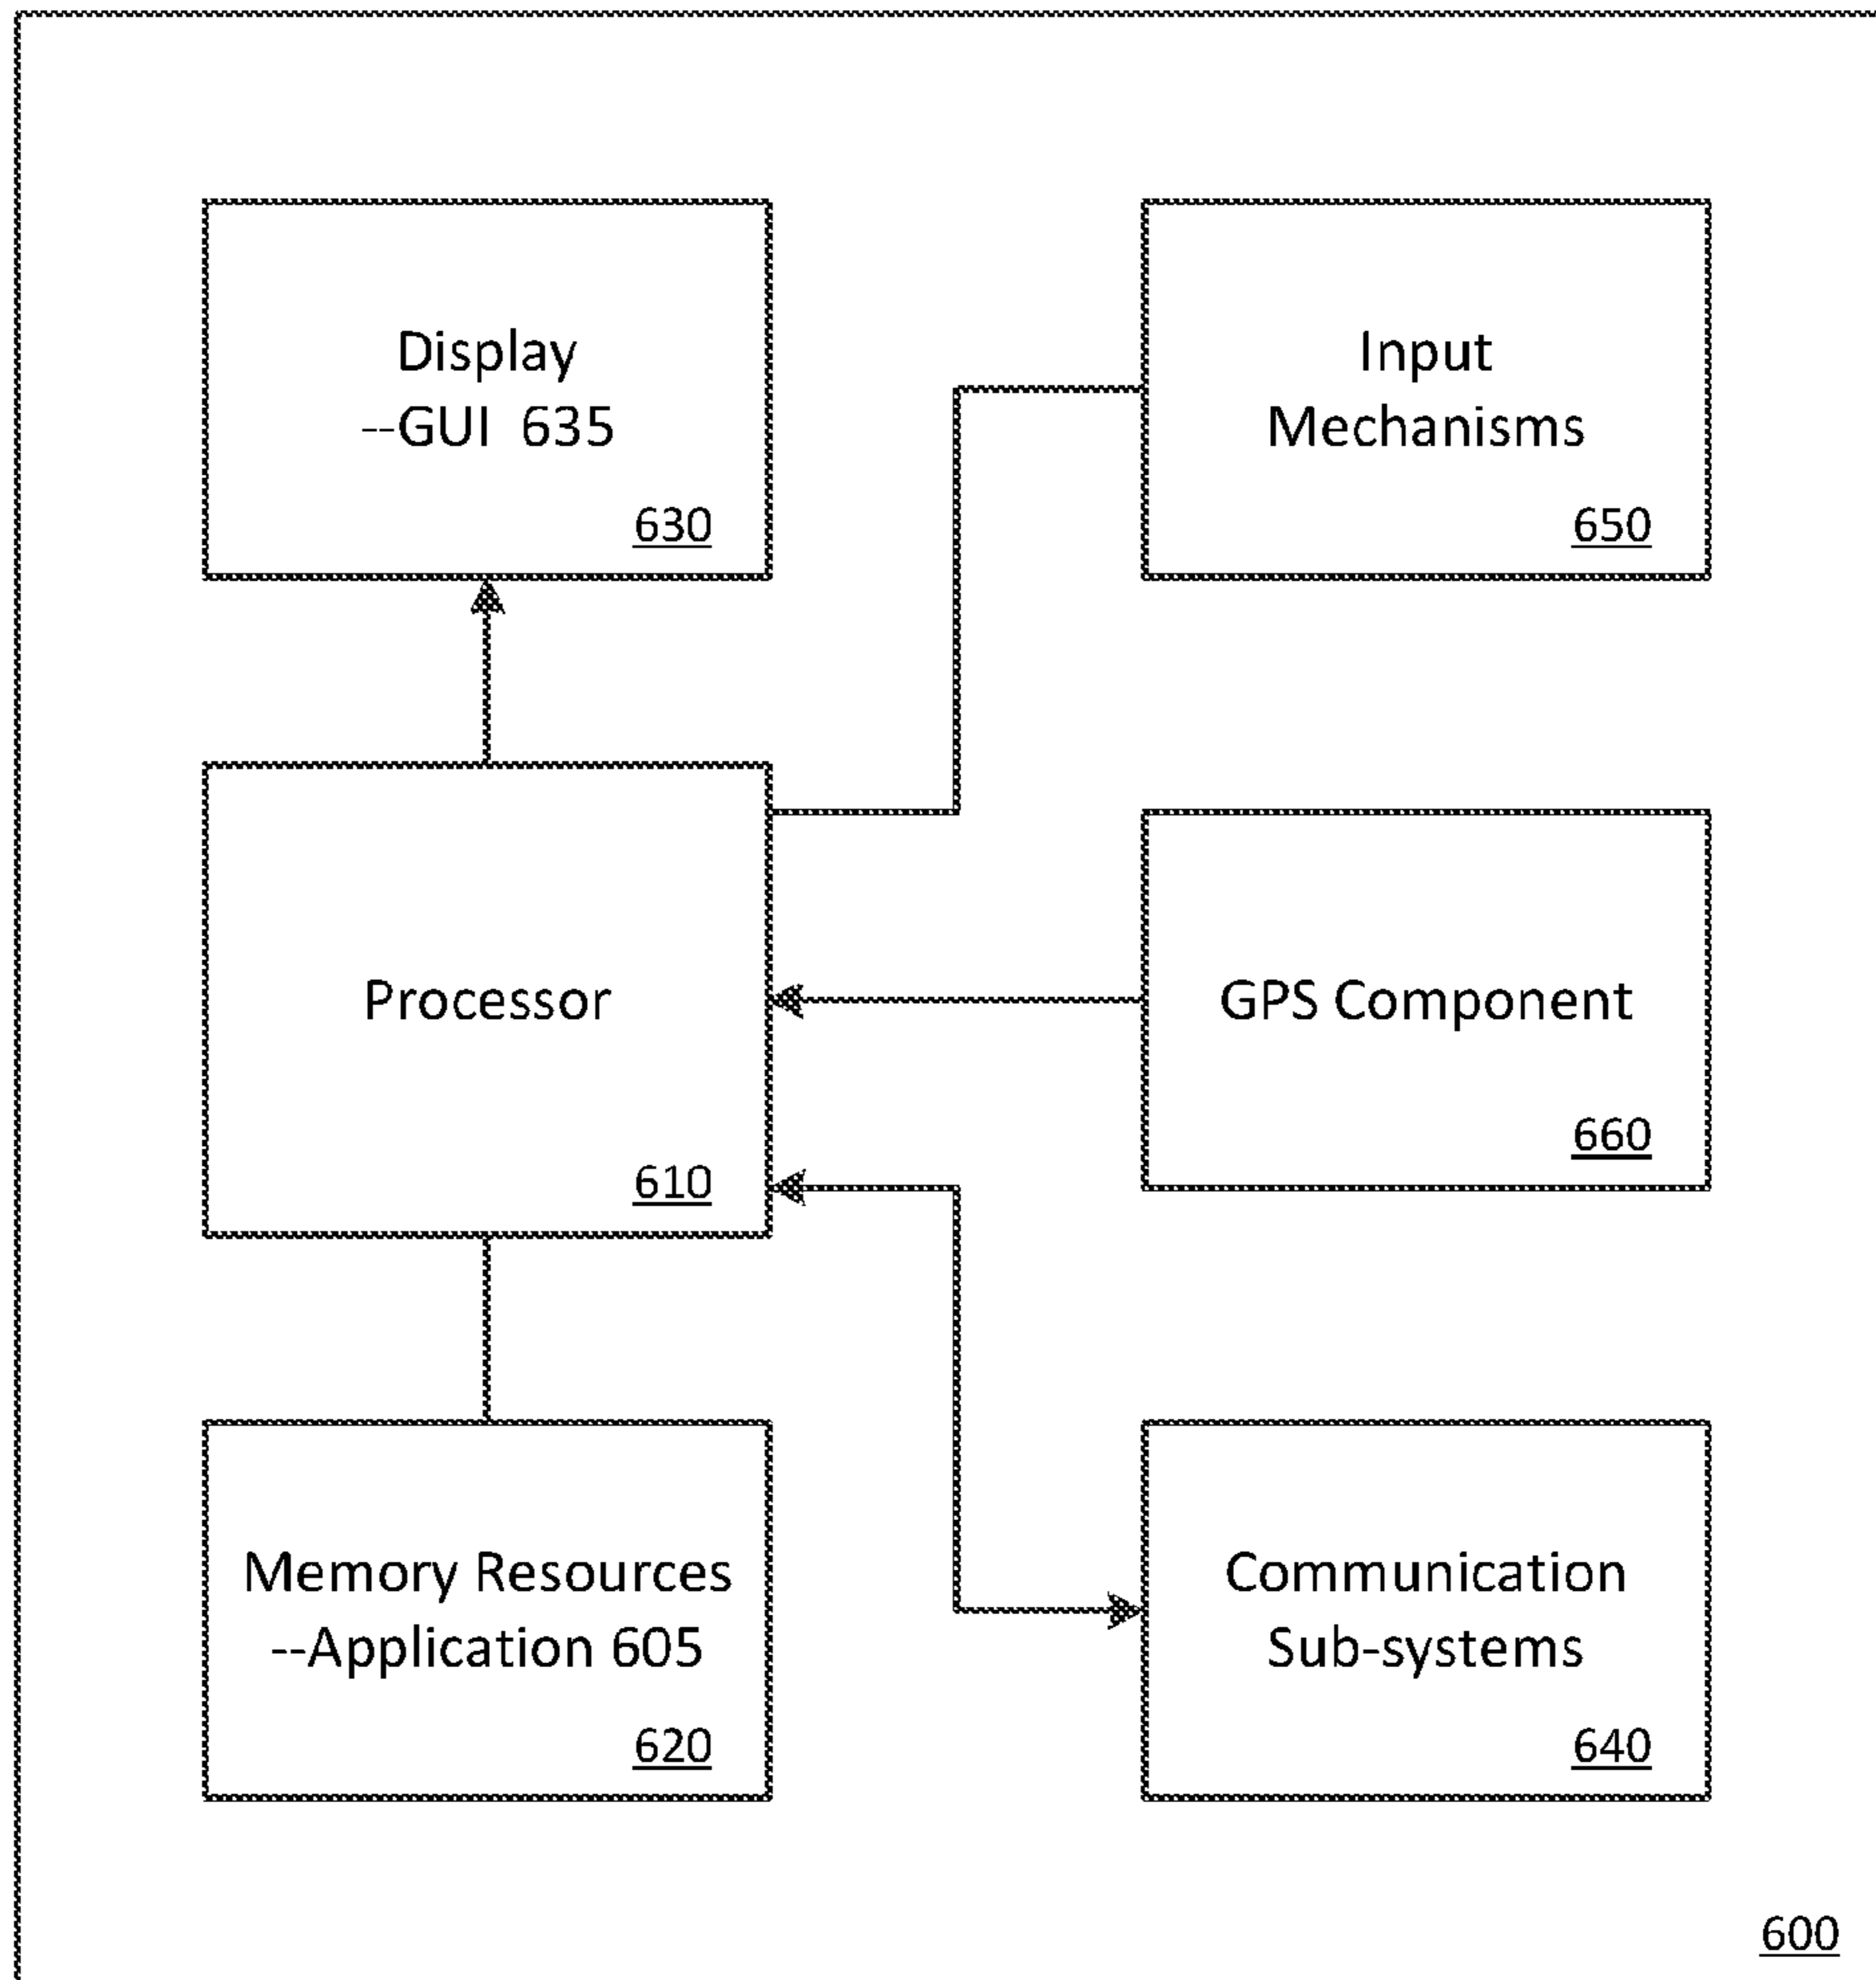 Display
--GUI 635
630
Input
Mechanisms
650
Processor
610
GPS Component
660
Memory Resources
--Application 605
620
Communication
Sub-systems
640
600